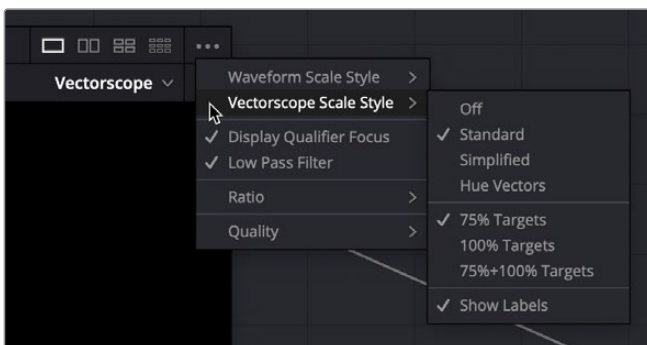 Vectorscope
Waveform Scale Style
Vectorscope Scale Style
Display Qualifier Focus
Low Pass Filter
Ratio
Quality
Off
Standard
Simplified
Hue Vectors
75% Targets
100% Targets
75%+100% Targets
Show Labels